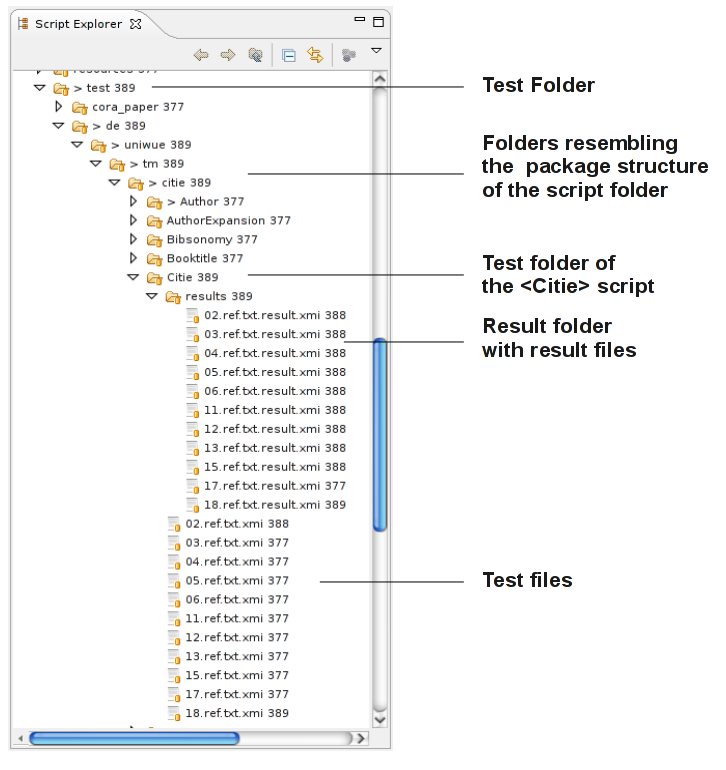 Script Explorer
resources 377
> test 389
Test Folder
cora_paper 377
> de 389
> uniwue 389
> tm 389
> citie 389
Folders resembling
the package structure
of the script folder
> Author 377
AuthorExpansion 377
Bibsonomy 377
Booktitle 377
Citie 389
Test folder of
the <Citie> script
results 389
02.ref.txt.result.xmi 388
03.ref.txt.result.xmi 388
04.ref.txt.result.xmi 388
05.ref.txt.result.xmi 388
06.ref.txt.result.xmi 388
11.ref.txt.result.xmi 388
12.ref.txt.result.xmi 388
13.ref.txt.result.xmi 388
15.ref.txt.result.xmi 388
17.ref.txt.result.xmi 377
18.ref.txt.result.xmi 389
Result folder
with result files
02.ref.txt.xmi 388
03.ref.txt.xmi 377
04.ref.txt.xmi 377
05.ref.txt.xmi 377
06.ref.txt.xmi 377
11.ref.txt.xmi 377
12.ref.txt.xmi 377
13.ref.txt.xmi 377
15.ref.txt.xmi 377
17.ref.txt.xmi 377
18.ref.txt.xmi 389
Test files